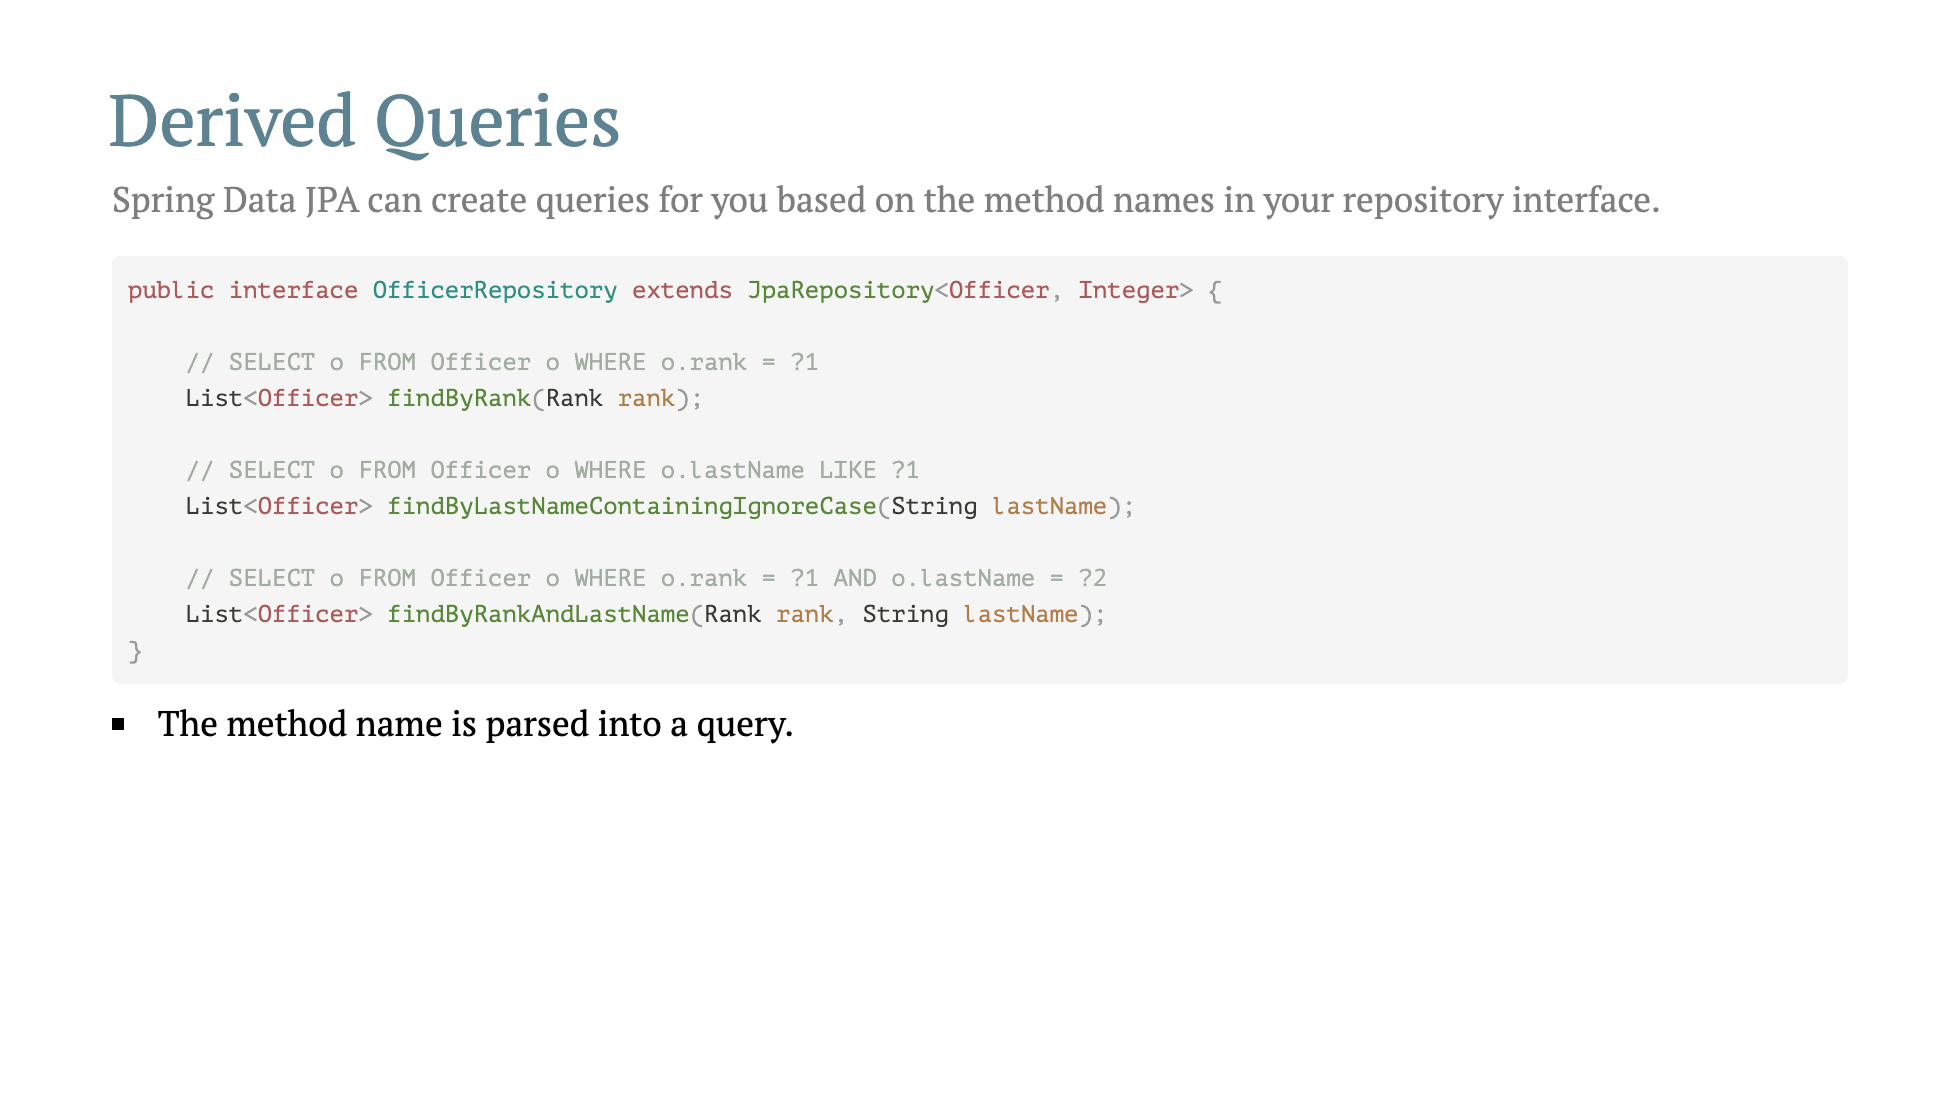 Derived Queries
Spring Data JPA can create queries for you based on the method names in your repository interface.
public interface OfficerRepository extends JpaRepository<Officer, Integer> {
    // SELECT o FROM Officer o WHERE o.rank = ?1
    List<Officer> findByRank(Rank rank);
    // SELECT o FROM Officer o WHERE o.lastName LIKE ?1
    List<Officer> findByLastNameContainingIgnoreCase(String lastName);
    // SELECT o FROM Officer o WHERE o.rank = ?1 AND o.lastName = ?2
    List<Officer> findByRankAndLastName(Rank rank, String lastName);
}
▪ The method name is parsed into a query.